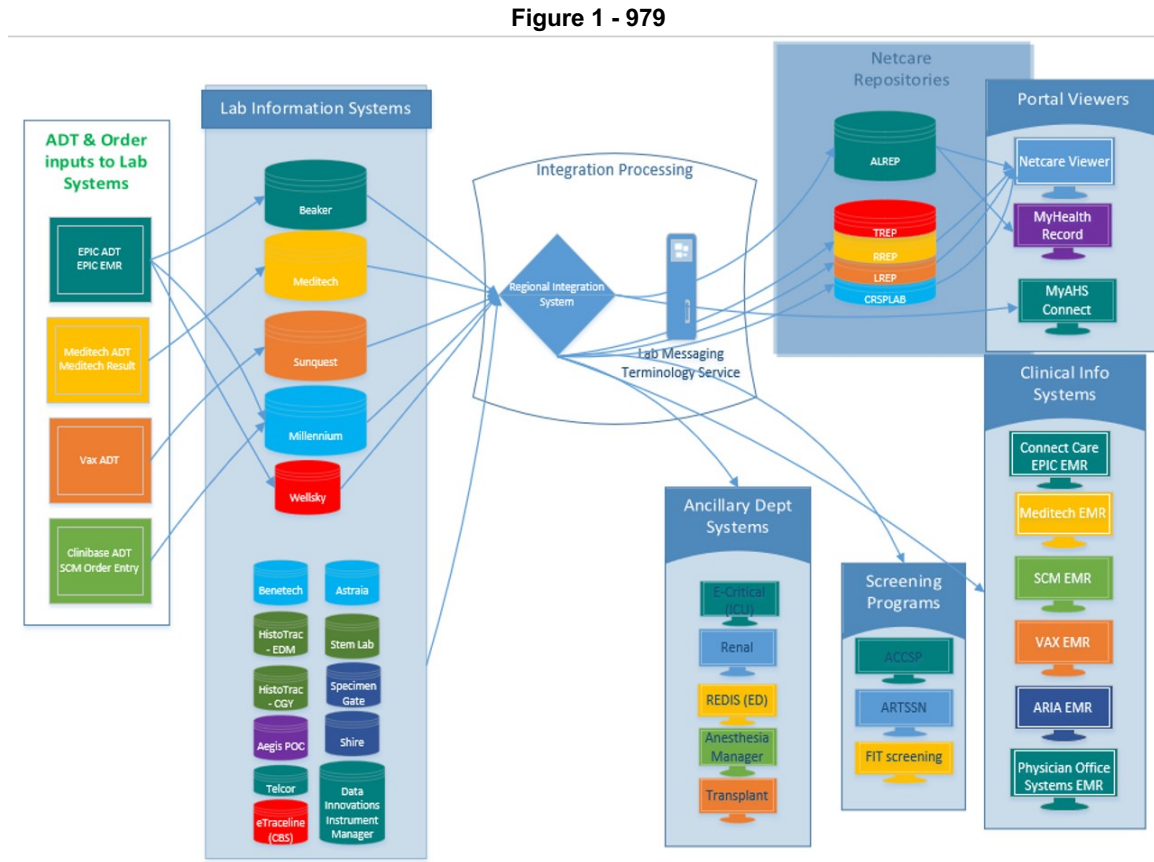 Figure 1 - 979
ADT & Order
inputs to Lab
Systems
EPIC ADT
EPIC EMR
Meditech ADT
Meditech Result
Vax ADT
Clinibase ADT
SCM Order Entry
Lab Information Systems
Beaker
Meditech
Sunquest
Millennium
Wellsky
Benetech
Astraia
HistoTrac
- EDM
Stem Lab
HistoTrac
- CGY
Specimen
Gate
Aegis POC
Shire
Telcor
eTraceline
(CBS)
Data
Innovations
Instrument
Manager
Integration Processing
Regional Integration
System
Lab Messaging
Terminology Service
Netcare
Repositories
ALREP
TREP
RREP
LREP
CRSPLAB
Portal Viewers
Netcare Viewer
MyHealth
Record
MyAHS
Connect
Ancillary Dept
Systems
E-Critical
(ICU)
Renal
REDIS (ED)
Anesthesia
Manager
Transplant
Screening
Programs
ACCSP
ARTSSN
FIT screening
Clinical Info
Systems
Connect Care
EPIC EMR
Meditech EMR
SCM EMR
VAX EMR
ARIA EMR
Physician Office
Systems EMR